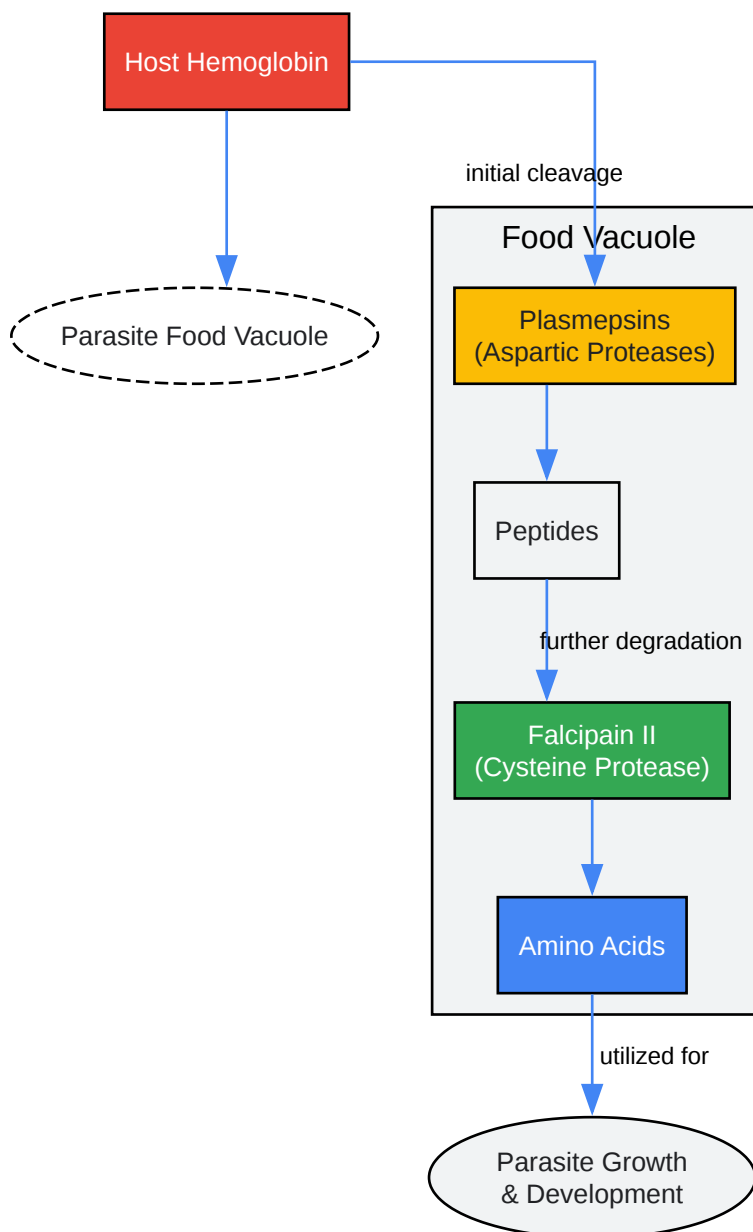 Host Hemoglobin
initial cleavage
Food Vacuole
Parasite Food Vacuole
Plasmepsins
(Aspartic Proteases)
Peptides
further degradation
Falcipain II
(Cysteine Protease)
Amino Acids
utilized for
Parasite Growth
& Development